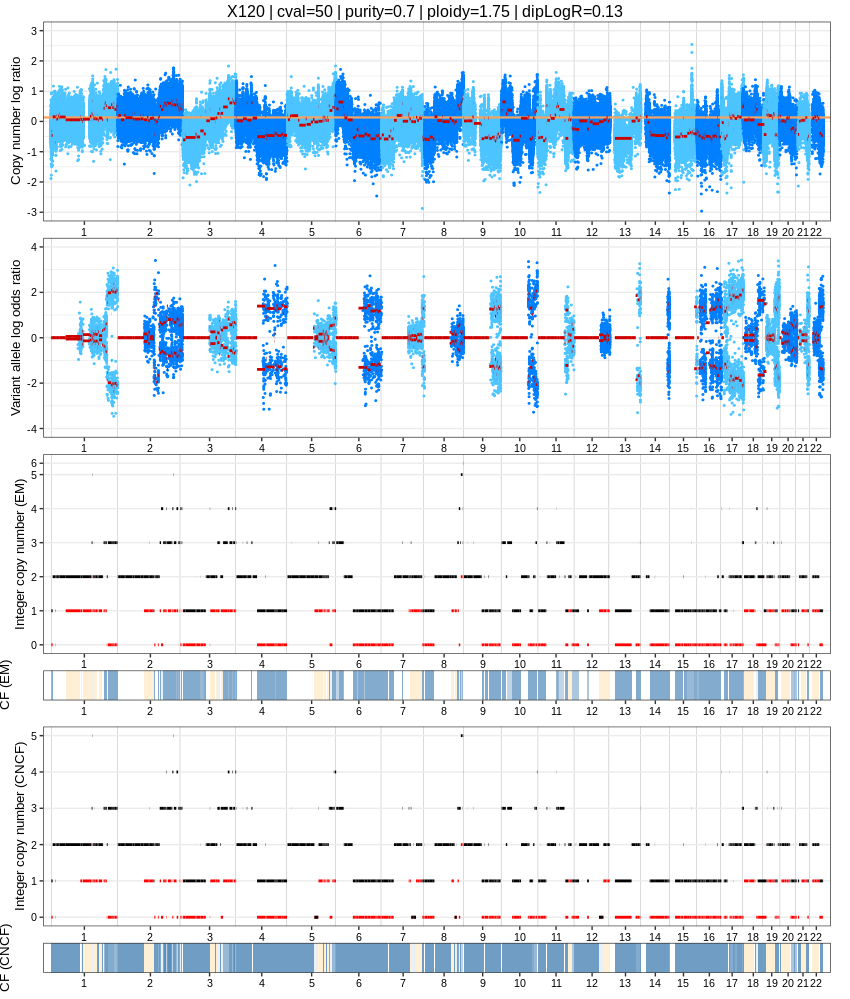 X120 | cval=50 | purity=0.7 | ploidy=1.75 | dipLogR=0.13
Copy number log ratio
3
2
1
0
-1
-2
-3
1 2 3 4 5 6 7 8 9 10 11 12 13 14 15 16 17 18 19 20 21 22
Variant allele log odds ratio
4
2
0
-2
-4
1 2 3 4 5 6 7 8 9 10 11 12 13 14 15 16 17 18 19 20 21 22
Integer copy number (EM)
6
5
4
3
2
1
0
1 2 3 4 5 6 7 8 9 10 11 12 13 14 15 16 17 18 19 20 21 22
CF (EM)
1 2 3 4 5 6 7 8 9 10 11 12 13 14 15 16 17 18 19 20 21 22
Integer copy number (CNCF)
5
4
3
2
1
0
1 2 3 4 5 6 7 8 9 10 11 12 13 14 15 16 17 18 19 20 21 22
CF (CNCF)
1 2 3 4 5 6 7 8 9 10 11 12 13 14 15 16 17 18 19 20 21 22